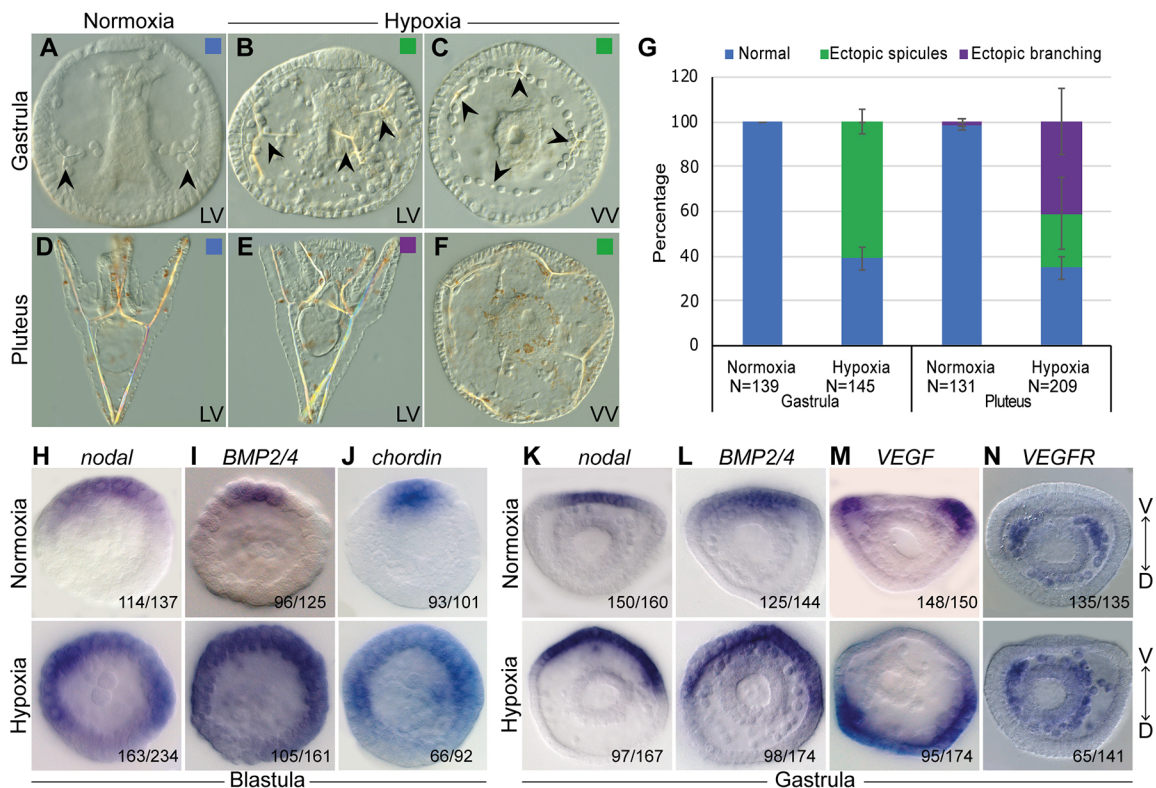 Normoxia
Hypoxia
Gastrula
A
LV
B
LV
C
VV
Pluteus
D
LV
E
LV
F
VV
G
Normal
Ectopic spicules
Ectopic branching
Percentage
120
100
80
60
40
20
0
Normoxia
N=139
Hypoxia
N=145
Normoxia
N=131
Hypoxia
N=209
Gastrula
Pluteus
H nodal
I BMP2/4
J chordin
K nodal
L BMP2/4
M VEGF
N VEGFR
Normoxia
114/137
96/125
93/101
Normoxia
150/160
125/144
148/150
135/135
V
D
Hypoxia
163/234
105/161
66/92
Hypoxia
97/167
98/174
95/174
65/141
V
D
Blastula
Gastrula